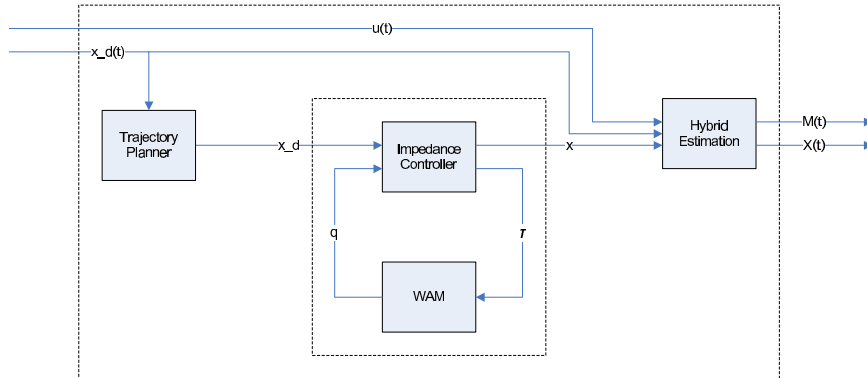 u(t)
x_d(t)
Trajectory
Planner
x_d
Impedance
Controller
x
Hybrid
Estimation
M(t)
X(t)
q
τ
WAM